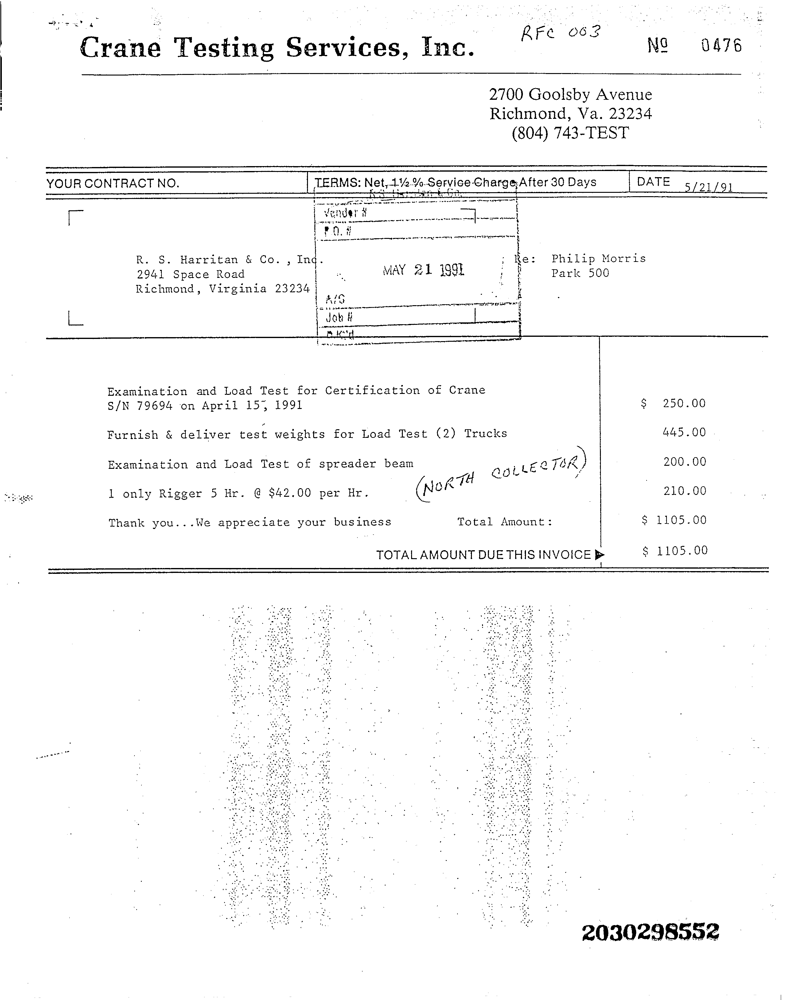 Crane Testing Services, Inc.
RFC 003
Nº 0476
2700 Goolsby Avenue
Richmond, Va. 23234
(804) 743-TEST
YOUR CONTRACT NO.
TERMS: Net, 1½ % Service Charge After 30 Days
DATE 5/21/91
Vendor #
P.O. #
R. S. Harritan & Co., Inc.
2941 Space Road
Richmond, Virginia 23234
MAY 21 1991
A/C
Job #
Re: Philip Morris
Park 500
Examination and Load Test for Certification of Crane
S/N 79694 on April 15, 1991 $ 250.00
Furnish & deliver test weights for Load Test (2) Trucks 445.00
Examination and Load Test of spreader beam 200.00
(NORTH COLLECTOR)
1 only Rigger 5 Hr. @ $42.00 per Hr. 210.00
Thank you...We appreciate your business Total Amount: $ 1105.00
TOTAL AMOUNT DUE THIS INVOICE ▶ $ 1105.00
2030298552